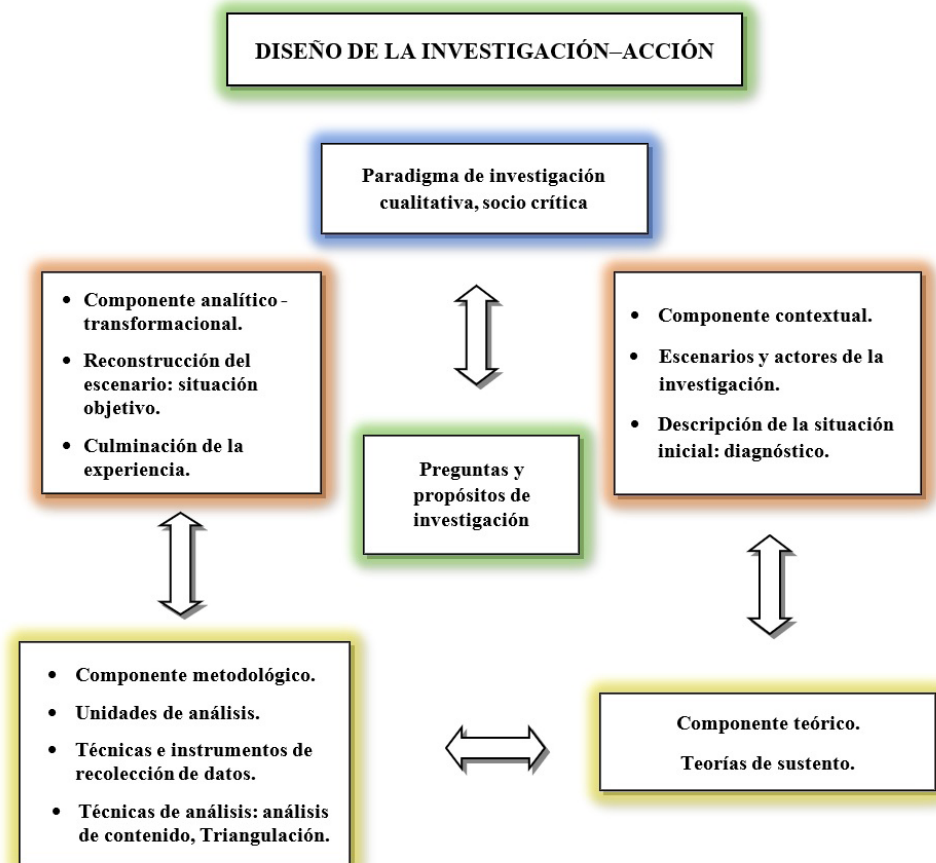 DISEÑO DE LA INVESTIGACIÓN–ACCIÓN
Paradigma de investigación
cualitativa, socio crítica
• Componente analítico -
transformacional.
• Reconstrucción del
escenario: situación
objetivo.
• Culminación de la
experiencia.
• Componente contextual.
• Escenarios y actores de la
investigación.
• Descripción de la situación
inicial: diagnóstico.
Preguntas y
propósitos de
investigación
• Componente metodológico.
• Unidades de análisis.
• Técnicas e instrumentos de
recolección de datos.
• Técnicas de análisis: análisis
de contenido, Triangulación.
Componente teórico.
Teorías de sustento.